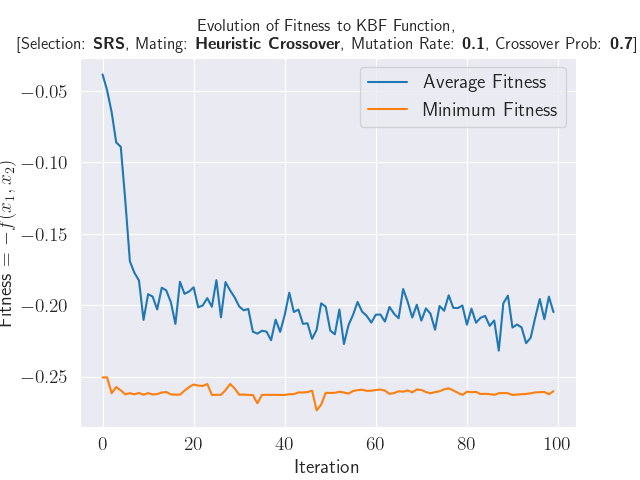 Evolution of Fitness to KBF Function,
[Selection: SRS, Mating: Heuristic Crossover, Mutation Rate: 0.1, Crossover Prob: 0.7]
Average Fitness
Minimum Fitness
Fitness = −f(x₁, x₂)
−0.05
−0.10
−0.15
−0.20
−0.25
0 20 40 60 80 100
Iteration